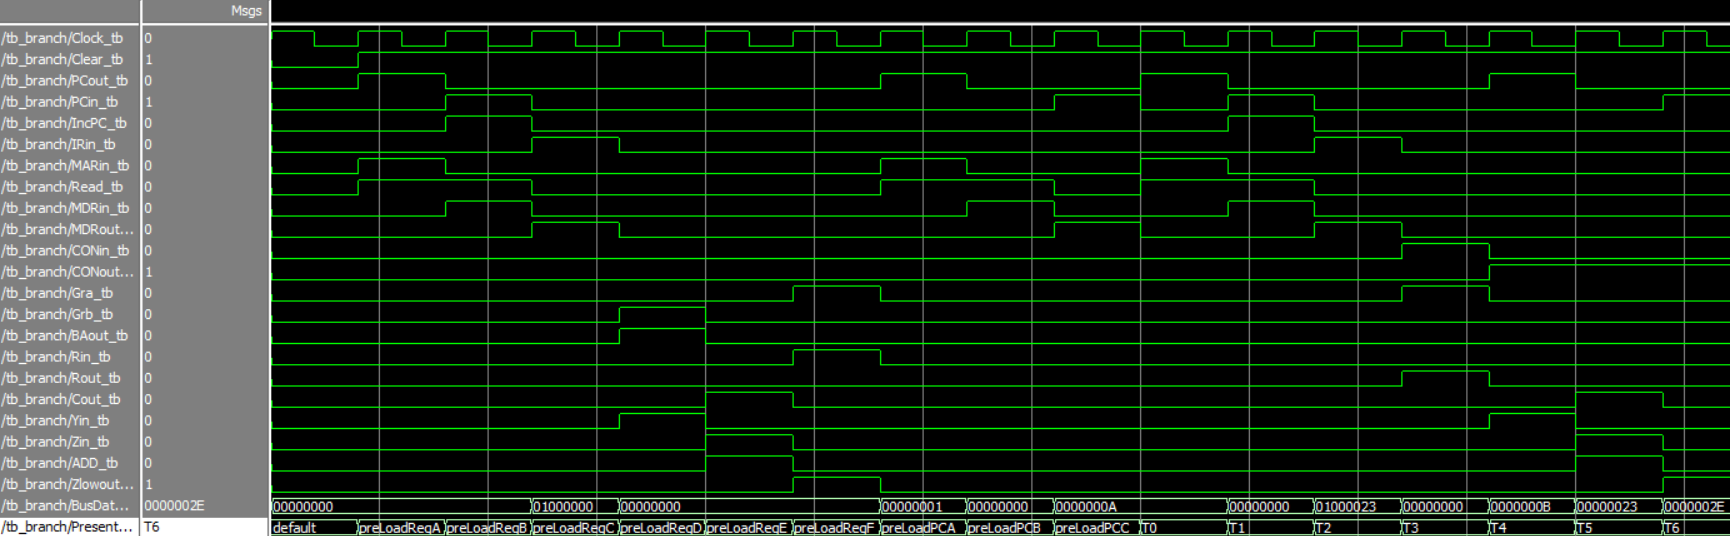 Msgs
/tb_branch/Clock_tb 0
/tb_branch/Clear_tb 1
/tb_branch/PCout_tb 0
/tb_branch/PCin_tb 1
/tb_branch/IncPC_tb 0
/tb_branch/IRin_tb 0
/tb_branch/MARin_tb 0
/tb_branch/Read_tb 0
/tb_branch/MDRin_tb 0
/tb_branch/MDRout... 0
/tb_branch/CONin_tb 0
/tb_branch/CONout... 1
/tb_branch/Gra_tb 0
/tb_branch/Grb_tb 0
/tb_branch/BAout_tb 0
/tb_branch/Rin_tb 0
/tb_branch/Rout_tb 0
/tb_branch/Cout_tb 0
/tb_branch/Yin_tb 0
/tb_branch/Zin_tb 0
/tb_branch/ADD_tb 0
/tb_branch/Zlowout... 1
/tb_branch/BusDat... 0000002E 00000000 01000000 00000000 00000001 00000000 0000000A 00000000 01000023 00000000 0000000B 00000023 0000002E
/tb_branch/Present... T6 default preLoadRegA preLoadRegB preLoadRegC preLoadRegD preLoadRegE preLoadRegF preLoadPCA preLoadPCB preLoadPCC T0 T1 T2 T3 T4 T5 T6